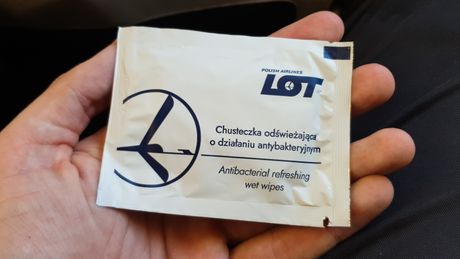 POLISH AIRLINES
LOT
Chusteczka odświeżająca
o działaniu antybakteryjnym
Antibacterial refreshing
wet wipes